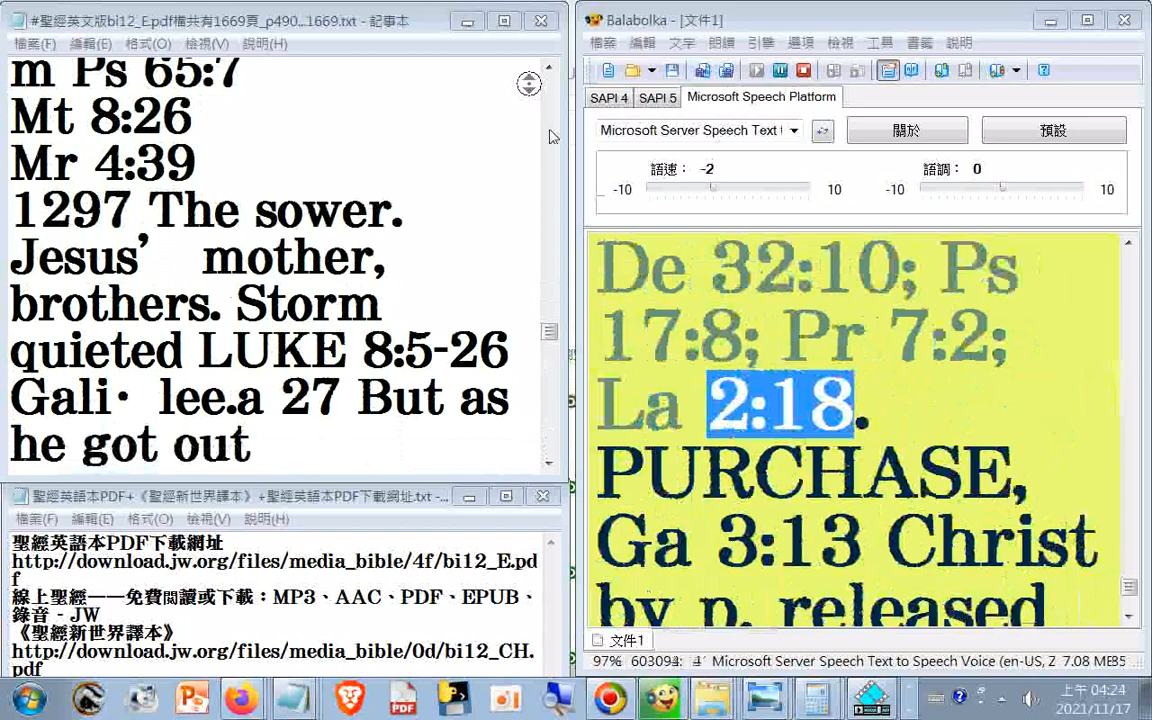 #聖經英文版bi12_E.pdf檔共有1669頁_p490...1669.txt - 記事本
檔案(F) 編輯(E) 格式(O) 檢視(V) 說明(H)
m Ps 65:7
Mt 8:26
Mr 4:39
1297 The sower.
Jesus’ mother,
brothers. Storm
quieted LUKE 8:5-26
Gali· lee.a 27 But as
he got out
聖經英語本PDF+《聖經新世界譯本》+聖經英語本PDF下載網址.txt - ...
檔案(F) 編輯(E) 格式(O) 檢視(V) 說明(H)
聖經英語本PDF下載網址
http://download.jw.org/files/media_bible/4f/bi12_E.pd
f
線上聖經——免費閱讀或下載：MP3、AAC、PDF、EPUB、
錄音 - JW
《聖經新世界譯本》
http://download.jw.org/files/media_bible/0d/bi12_CH.
pdf
Balabolka - [文件1]
檔案 編輯 文字 朗讀 引擎 選項 檢視 工具 書籤 說明
SAPI 4 SAPI 5 Microsoft Speech Platform
Microsoft Server Speech Text 關於 預設
語速： -2 語調： 0
-10 10 -10 10
De 32:10; Ps
17:8; Pr 7:2;
La 2:18.
PURCHASE,
Ga 3:13 Christ
by p. released
文件1
97% Microsoft Server Speech Text to Speech Voice (en-US, Z 7.08 MB
PDF
上午 04:24
2021/11/17